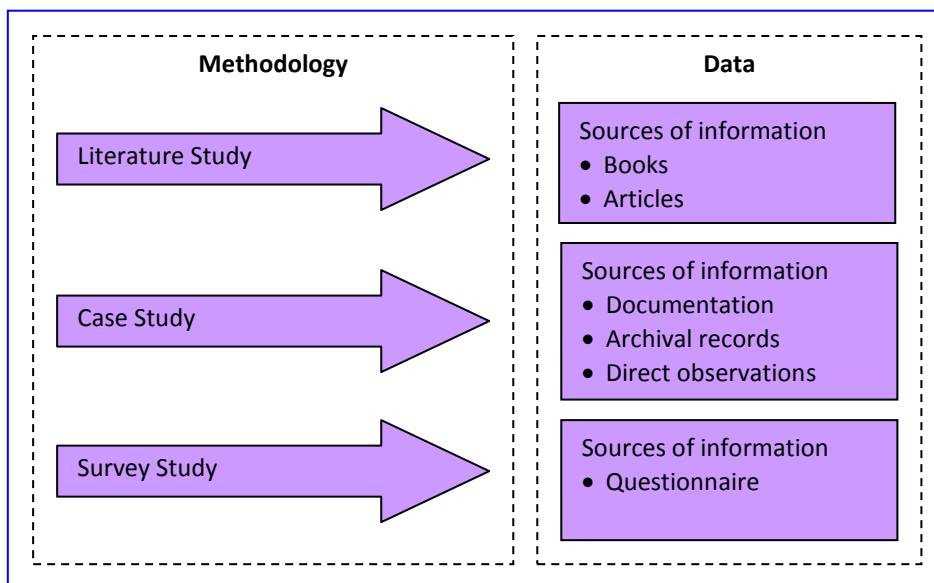 Methodology
Literature Study
Case Study
Survey Study
Data
Sources of information
• Books
• Articles
Sources of information
• Documentation
• Archival records
• Direct observations
Sources of information
• Questionnaire